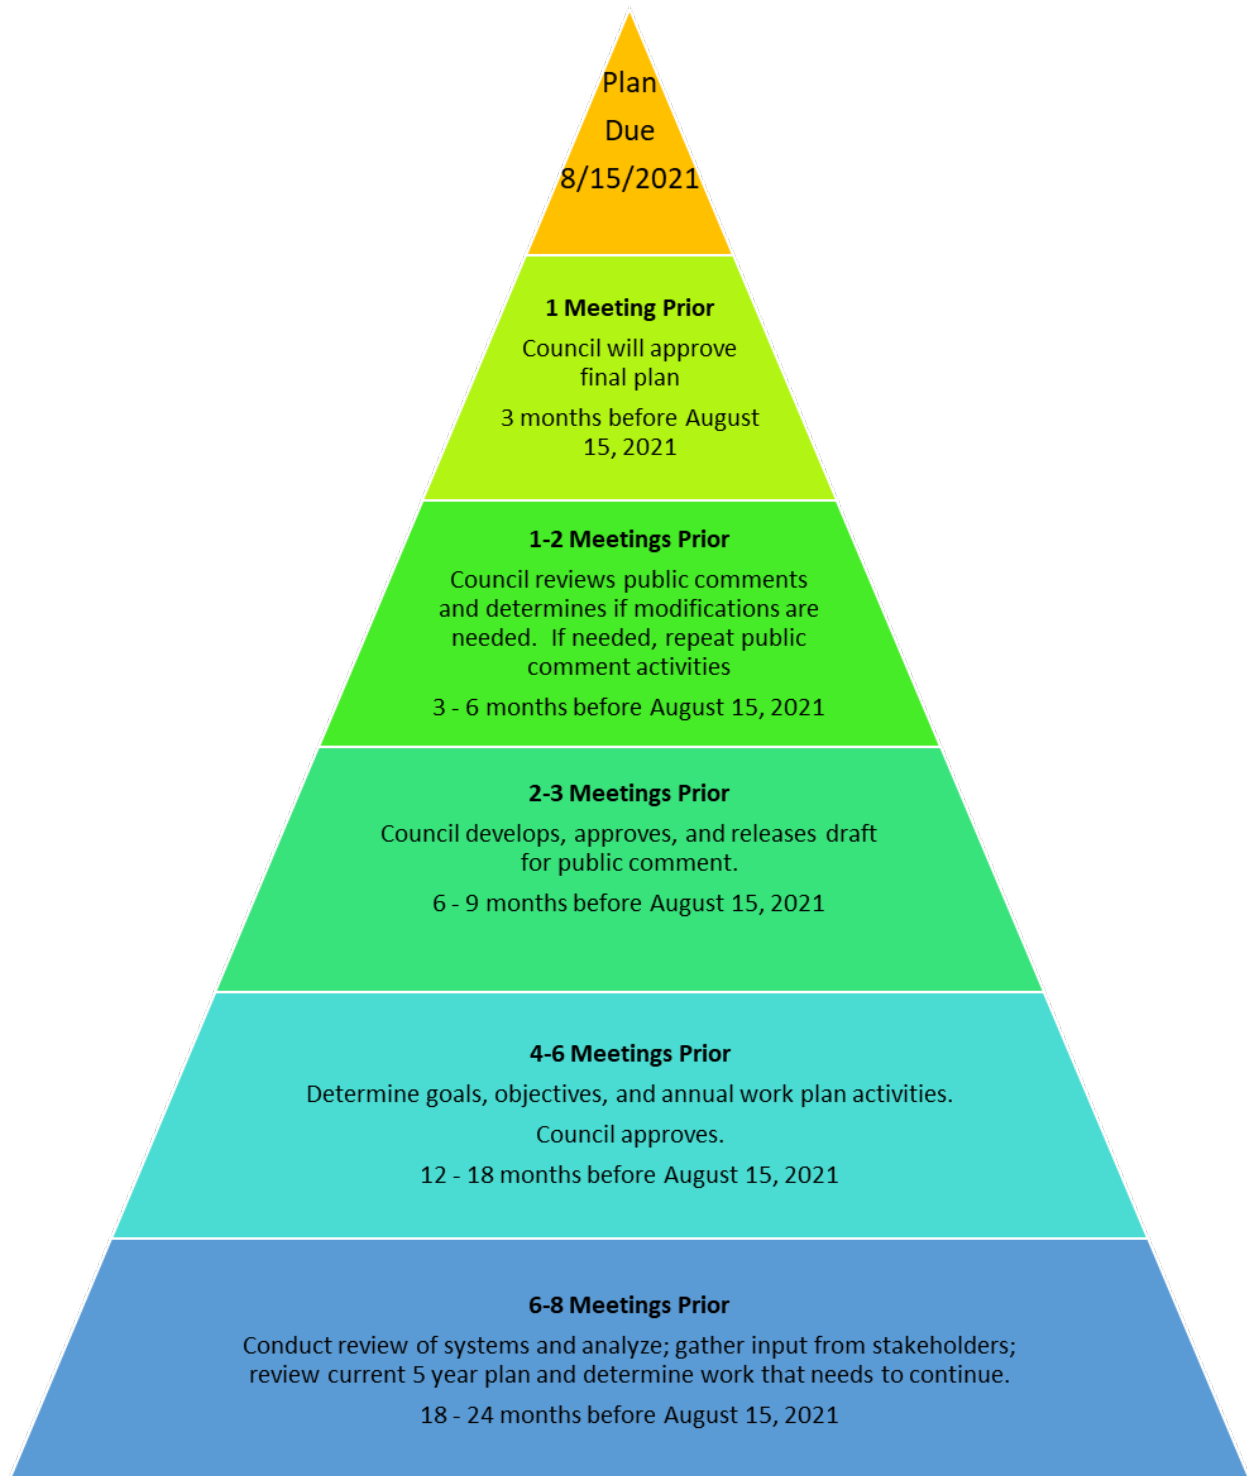 Plan
Due
8/15/2021
1 Meeting Prior
Council will approve
final plan
3 months before August
15, 2021
1-2 Meetings Prior
Council reviews public comments
and determines if modifications are
needed.  If needed, repeat public
comment activities
3 - 6 months before August 15, 2021
2-3 Meetings Prior
Council develops, approves, and releases draft
for public comment.
6 - 9 months before August 15, 2021
4-6 Meetings Prior
Determine goals, objectives, and annual work plan activities.
Council approves.
12 - 18 months before August 15, 2021
6-8 Meetings Prior
Conduct review of systems and analyze; gather input from stakeholders;
review current 5 year plan and determine work that needs to continue.
18 - 24 months before August 15, 2021